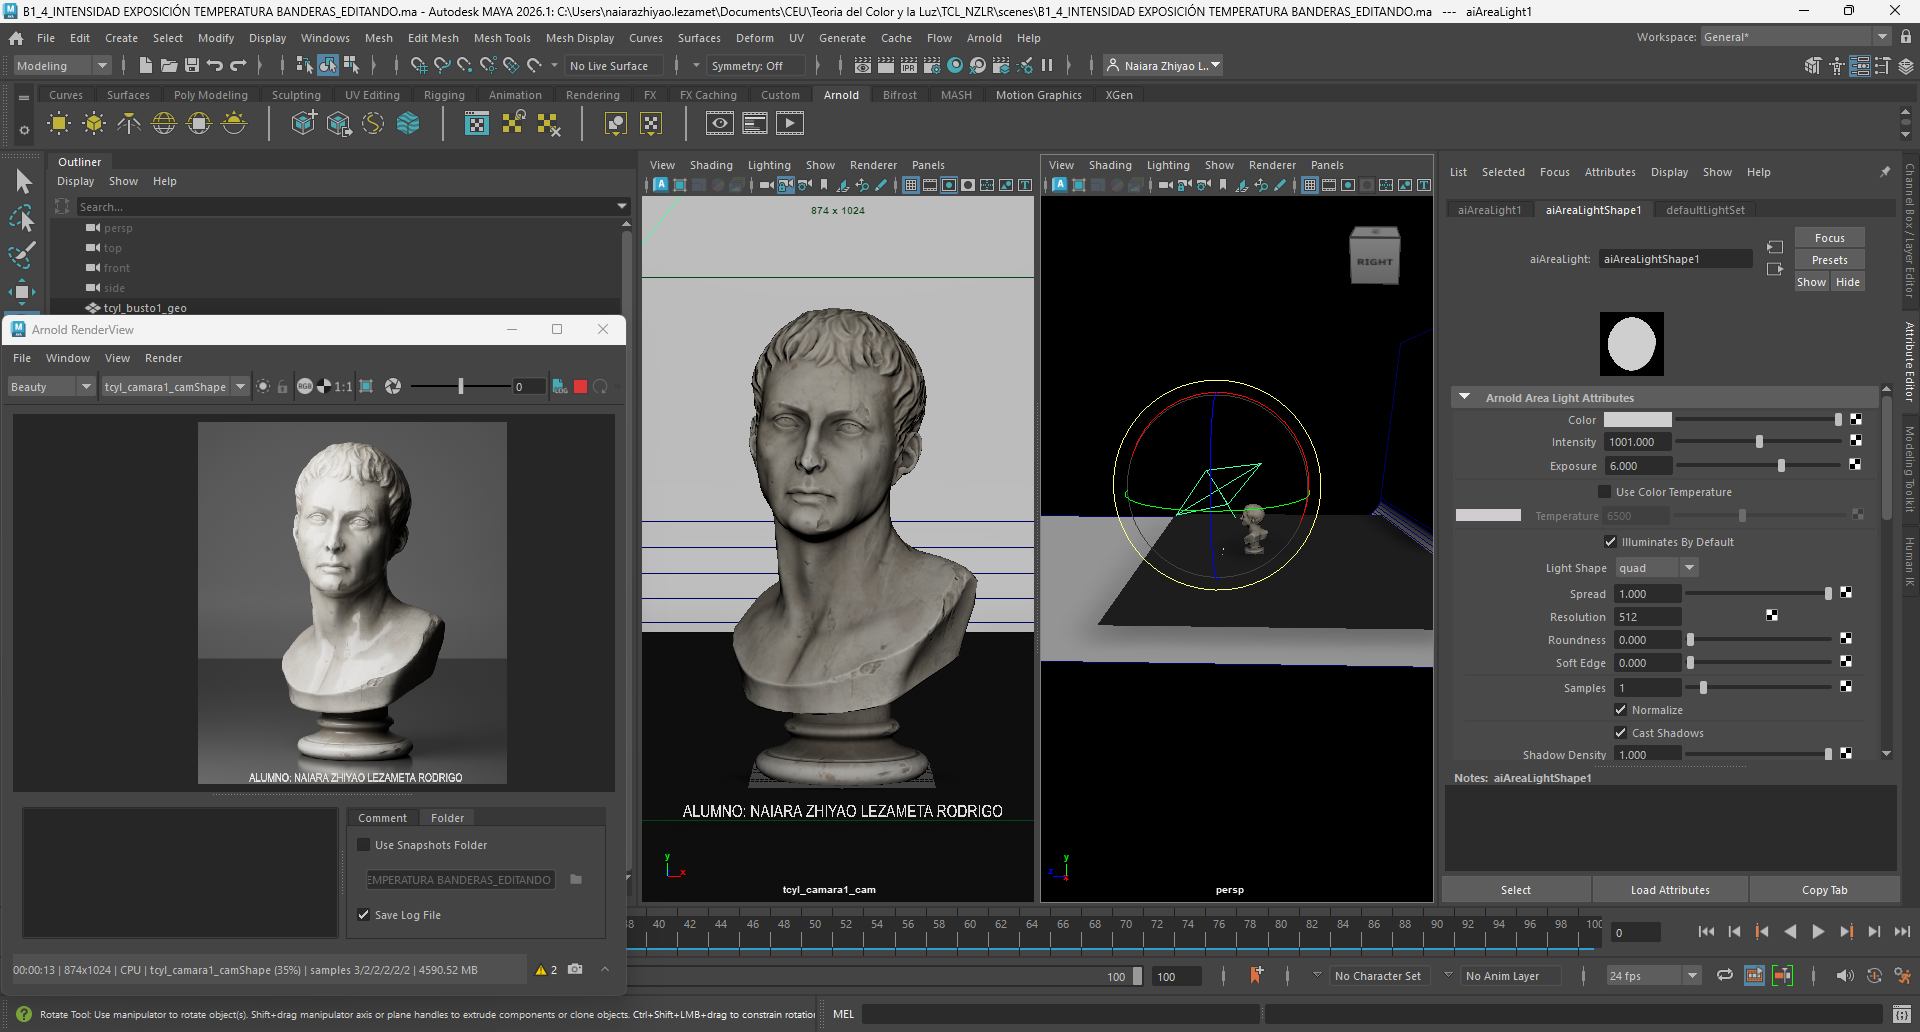 B1_4_INTENSIDAD EXPOSICIÓN TEMPERATURA BANDERAS_EDITANDO.ma - Autodesk MAYA 2026.1: C:\Users\naiarazhiyao.lezamet\Documents\CEU\Teoria del Color y la Luz\TCL_NZLR\scenes\B1_4_INTENSIDAD EXPOSICIÓN TEMPERATURA BANDERAS_EDITANDO.ma --- aiAreaLight1
File Edit Create Select Modify Display Windows Mesh Edit Mesh Mesh Tools Mesh Display Curves Surfaces Deform UV Generate Cache Flow Arnold Help
Workspace: General*
Modeling No Live Surface Symmetry: Off IPR Naiara Zhiyao L..
Curves Surfaces Poly Modeling Sculpting UV Editing Rigging Animation Rendering FX FX Caching Custom Arnold Bifrost MASH Motion Graphics XGen
Outliner
Display Show Help
Search...
persp
top
front
side
tcyl_busto1_geo
Arnold RenderView
File Window View Render
Beauty tcyl_camara1_camShape RGB 1:1 0 LOG
ALUMNO: NAIARA ZHIYAO LEZAMETA RODRIGO
Comment Folder
Use Snapshots Folder
EMPERATURA BANDERAS_EDITANDO
Save Log File
00:00:13 | 874x1024 | CPU | tcyl_camara1_camShape (35%) | samples 3/2/2/2/2/2 | 4590.52 MB 2
View Shading Lighting Show Renderer Panels
874 x 1024
ALUMNO: NAIARA ZHIYAO LEZAMETA RODRIGO
y
x
tcyl_camara1_cam
View Shading Lighting Show Renderer Panels
RIGHT
y
z
persp
List Selected Focus Attributes Display Show Help
aiAreaLight1 aiAreaLightShape1 defaultLightSet
aiAreaLight: aiAreaLightShape1
Focus
Presets
Show Hide
Arnold Area Light Attributes
Color
Intensity 1001.000
Exposure 6.000
Use Color Temperature
Temperature 6500
Illuminates By Default
Light Shape quad
Spread 1.000
Resolution 512
Roundness 0.000
Soft Edge 0.000
Samples 1
Normalize
Cast Shadows
Shadow Density 1.000
Notes: aiAreaLightShape1
Select Load Attributes Copy Tab
Channel Box / Layer Editor
Attribute Editor
Modeling Toolkit
Human IK
38 40 42 44 46 48 50 52 54 56 58 60 62 64 66 68 70 72 74 76 78 80 82 84 86 88 90 92 94 96 98 100
0
100 100 No Character Set No Anim Layer 24 fps
Rotate Tool: Use manipulator to rotate object(s). Shift+drag manipulator axis or plane handles to extrude components or clone objects. Ctrl+Shift+LMB+drag to constrain rotatio
MEL